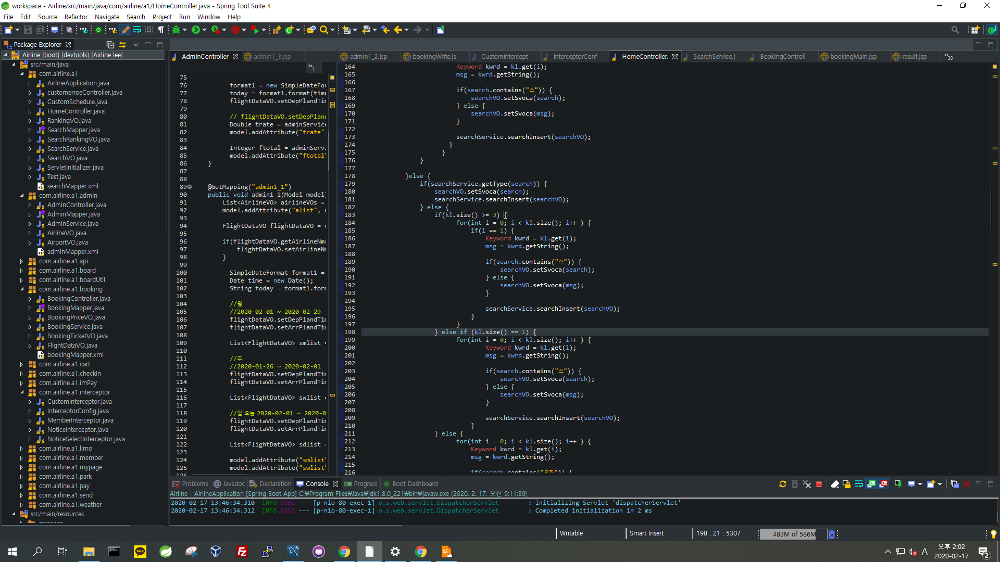 workspace - Airline/src/main/java/com/airline/a1/HomeController.java - Spring Tool Suite 4
File Edit Source Refactor Navigate Search Project Run Window Help
Package Explorer
Airline [boot] [devtools] [Airline lee]
src/main/java
com.airline.a1
AirlineApplication.java
customerroeController.java
CustomSchedule.java
HomeController.java
RankingVO.java
SearchMapper.java
SearchRankingVO.java
SearchService.java
SearchVO.java
ServletInitializer.java
Test.java
searchMapper.xml
com.airline.a1.admin
AdminController.java
AdminMapper.java
AdminService.java
AirlineVO.java
AirportVO.java
adminMapper.xml
com.airline.a1.api
com.airline.a1.board
com.airline.a1.boardUtil
com.airline.a1.booking
BookingController.java
BookingMapper.java
BookingPriceVO.java
BookingService.java
BookingTicketVO.java
FlightDataVO.java
bookingMapper.xml
com.airline.a1.cart
com.airline.a1.checkIn
com.airline.a1.imPay
com.airline.a1.interceptor
CustomInterceptor.java
InterceptorConfig.java
MemberInterceptor.java
NoticeInterceptor.java
NoticeSelectInterceptor.java
com.airline.a1.limo
com.airline.a1.member
com.airline.a1.mypage
com.airline.a1.park
com.airline.a1.pay
com.airline.a1.send
com.airline.a1.weather
src/main/resources
message
AdminController admin1_3.jsp
»1
75
76 format1 = new SimpleDateFor
77 today = format1.format(time
78 flightDataVO.setDepPlandTi
79
80 // flightDataVO.setDepPland
81 Double trate = adminService
82 model.addAttribute("trate",
83
84 Integer ftotal = adminServi
85 model.addAttribute("ftotal"
86 }
87
88
89 @GetMapping("admin1_1")
90 public void admin1_1(Model model)
91 List<AirlineVO> airlineVOs =
92 model.addAttribute("alist", a
93
94 FlightDataVO flightDataVO = n
95
96 if(flightDataVO.getAirlineNm(
97 flightDataVO.setAirlineN
98 }
99
100 SimpleDateFormat format1 =
101 Date time = new Date();
102 String today = format1.for
103
104 //월
105 //2020-02-01 ~ 2020-02-29
106 flightDataVO.setDepPlandTi
107 flightDataVO.setArrPlandTi
108
109 List<FlightDataVO> smlist =
110
111 //주
112 //2020-01-26 ~ 2020-02-01
113 flightDataVO.setDepPlandTi
114 flightDataVO.setArrPlandTi
115
116 List<FlightDataVO> swlist =
117
118 //일 오늘 2020-02-01 ~ 2020-0
119 flightDataVO.setDepPlandTi
120 flightDataVO.setArrPlandTi
121
122 List<FlightDataVO> sdlist =
123
124 model.addAttribute("smlist"
125 model.addAttribute("swlist"
126
admin1_2.jsp bookingWrite.js CustomIntercept InterceptorConf HomeController. SearchService.j BookingControll bookingMain.jsp result.jsp »30
164 Keyword kwrd = kl.get(i);
165 msg = kwrd.getString();
166
167 if(search.contains("스")) {
168 searchVO.setSvoca(search);
169 } else {
170 searchVO.setSvoca(msg);
171 }
172
173 searchService.searchInsert(searchVO);
174 }
175 }
176 }
177
178 }else {
179 if(searchService.getType(search)) {
180 searchVO.setSvoca(search);
181 searchService.searchInsert(searchVO);
182 } else {
183 if(kl.size() >= 3) {
184 for(int i = 0; i < kl.size(); i++ ) {
185 if(i == 1) {
186 Keyword kwrd = kl.get(i);
187 msg = kwrd.getString();
188
189 if(search.contains("스")) {
190 searchVO.setSvoca(search);
191 } else {
192 searchVO.setSvoca(msg);
193 }
194
195 searchService.searchInsert(searchVO);
196 }
197 }
198 } else if (kl.size() == 1) {
199 for(int i = 0; i < kl.size(); i++ ) {
200 Keyword kwrd = kl.get(i);
201 msg = kwrd.getString();
202
203 if(search.contains("스")) {
204 searchVO.setSvoca(search);
205 } else {
206 searchVO.setSvoca(msg);
207 }
208
209 searchService.searchInsert(searchVO);
210 }
211 } else {
212 for(int i = 0; i < kl.size(); i++ ) {
213 Keyword kwrd = kl.get(i);
214 msg = kwrd.getString();
215
216
Problems Javadoc Declaration Console Progress Boot Dashboard
Airline - AirlineApplication [Spring Boot App] C:₩Program Files₩Java₩jdk1.8.0_221₩bin₩javaw.exe (2020. 2. 17. 오전 9:11:39)
2020-02-17 13:46:34.310 INFO 8352 --- [p-nio-80-exec-1] o.s.web.servlet.DispatcherServlet : Initializing Servlet 'dispatcherServlet'
2020-02-17 13:46:34.312 INFO 8352 --- [p-nio-80-exec-1] o.s.web.servlet.DispatcherServlet : Completed initialization in 2 ms
Writable Smart Insert 198 : 21 : 5307 483M of 586M
TALK
A 오후 2:02
2020-02-17
2